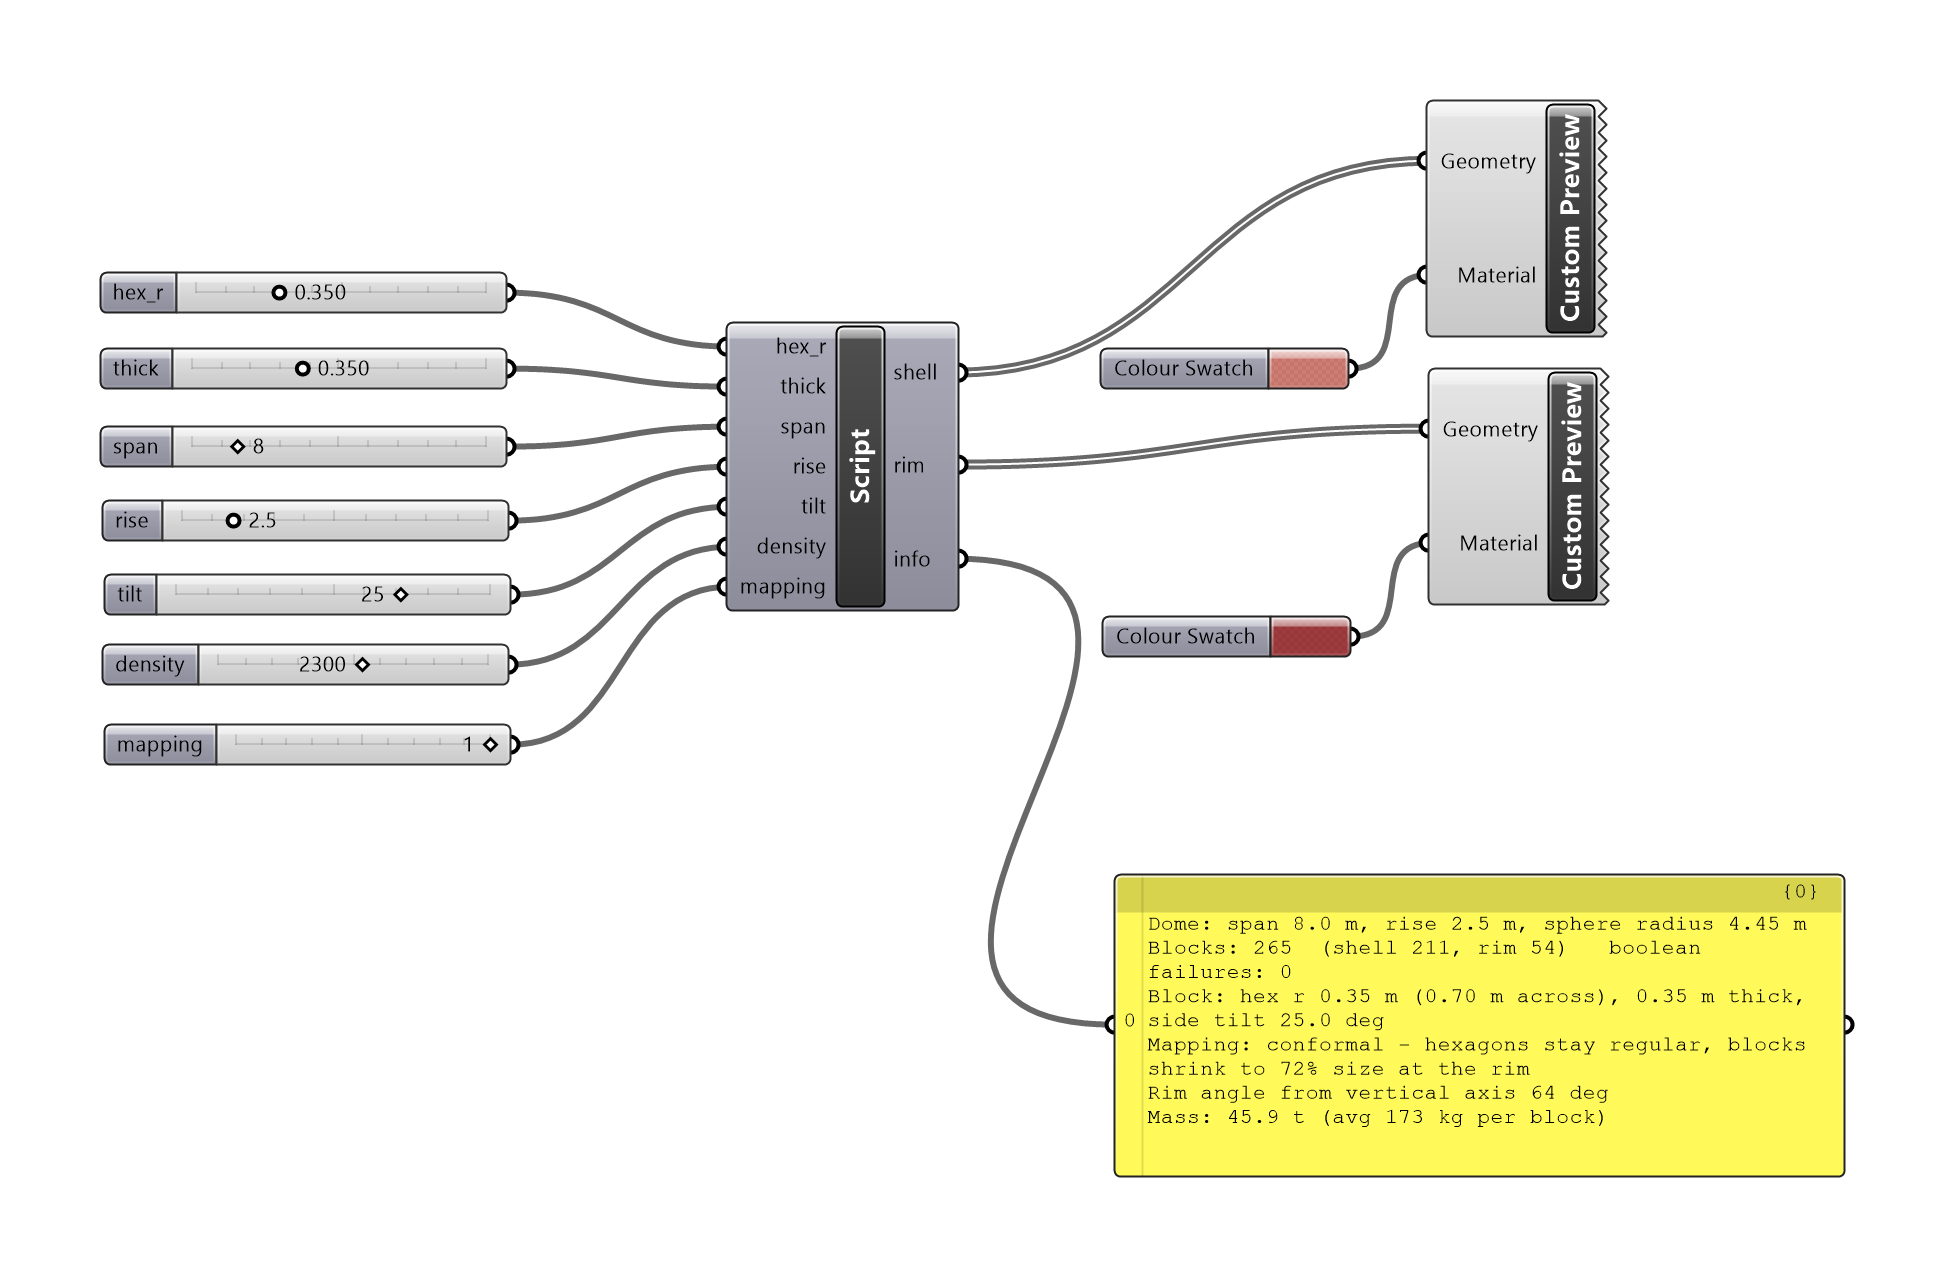 hex_r 0.350
thick 0.350
span 8
rise 2.5
tilt 25
density 2300
mapping 1
hex_r
thick
span
rise
tilt
density
mapping
Script
shell
rim
info
Geometry
Material
Custom Preview
Colour Swatch
Geometry
Material
Custom Preview
Colour Swatch
{0}
Dome: span 8.0 m, rise 2.5 m, sphere radius 4.45 m
Blocks: 265  (shell 211, rim 54)   boolean
failures: 0
Block: hex r 0.35 m (0.70 m across), 0.35 m thick,
0 side tilt 25.0 deg
Mapping: conformal - hexagons stay regular, blocks
shrink to 72% size at the rim
Rim angle from vertical axis 64 deg
Mass: 45.9 t (avg 173 kg per block)